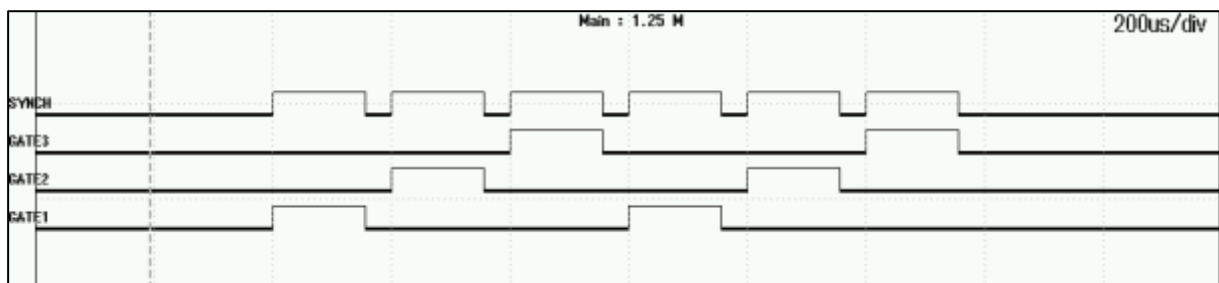 Main : 1.25 M
200us/div
SYNCH
GATE3
GATE2
GATE1